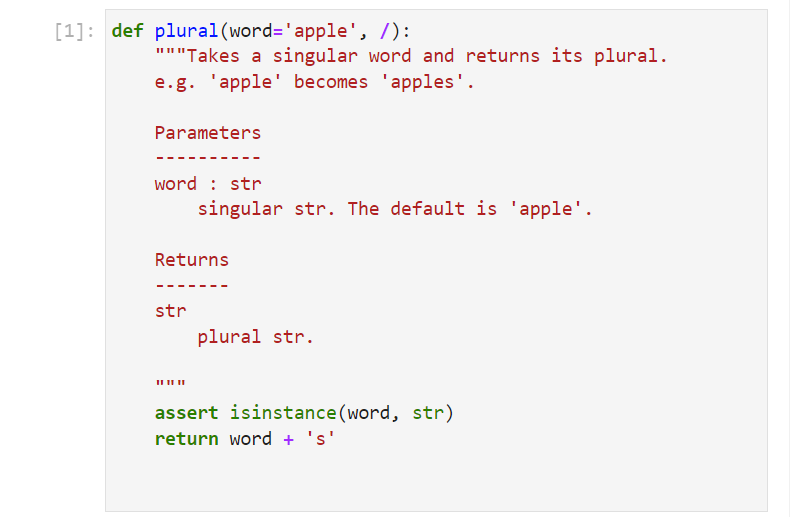 [1]: def plural(word='apple', /):
    """Takes a singular word and returns its plural.
    e.g. 'apple' becomes 'apples'.
    Parameters
    ----------
    word : str
        singular str. The default is 'apple'.
    Returns
    -------
    str
        plural str.
    """
    assert isinstance(word, str)
    return word + 's'